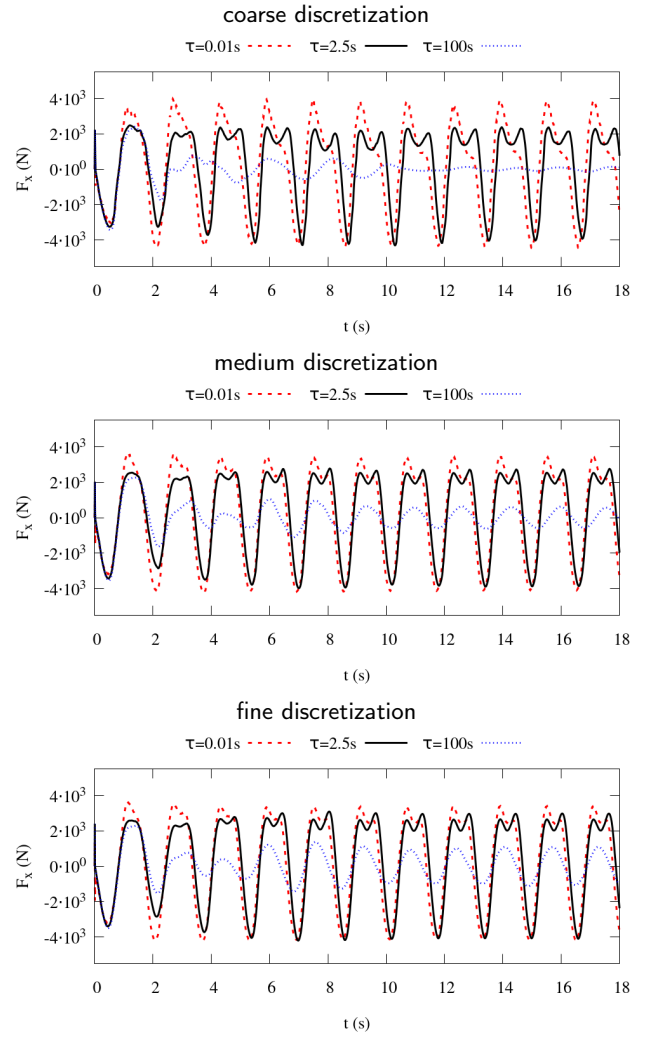 coarse discretization
τ=0.01s τ=2.5s τ=100s
4·10³
2·10³
0·10⁰
-2·10³
-4·10³
Fₓ (N)
0 2 4 6 8 10 12 14 16 18
t (s)
medium discretization
τ=0.01s τ=2.5s τ=100s
4·10³
2·10³
0·10⁰
-2·10³
-4·10³
Fₓ (N)
0 2 4 6 8 10 12 14 16 18
t (s)
fine discretization
τ=0.01s τ=2.5s τ=100s
4·10³
2·10³
0·10⁰
-2·10³
-4·10³
Fₓ (N)
0 2 4 6 8 10 12 14 16 18
t (s)